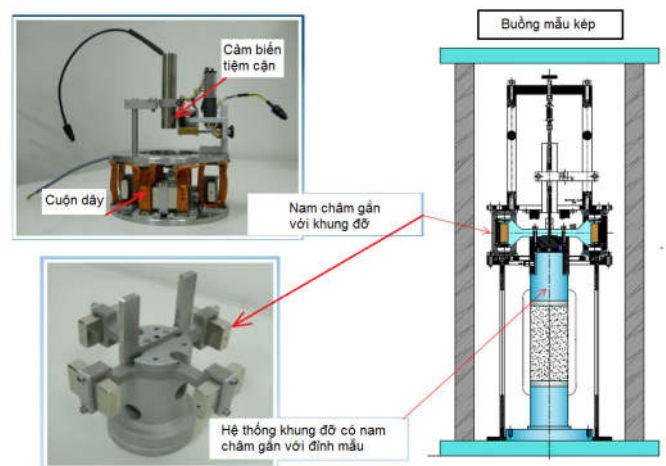 Cảm biến
tiệm cận
Cuộn dây
Buồng mẫu kép
Nam châm gắn
với khung đỡ
Hệ thống khung đỡ có nam
châm gắn với đỉnh mẫu